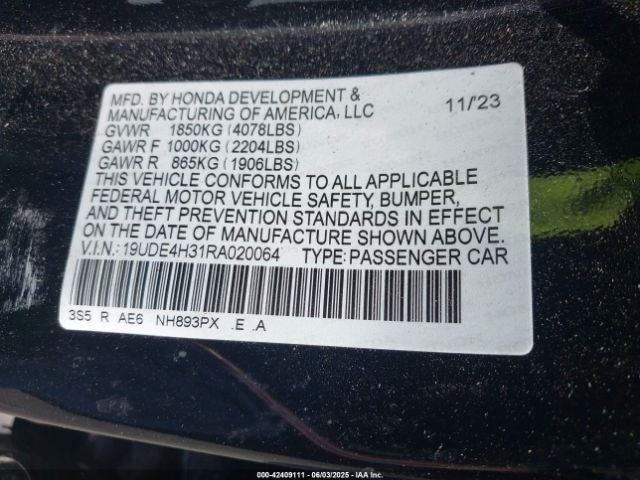 MFD. BY HONDA DEVELOPMENT &
MANUFACTURING OF AMERICA, LLC 11/'23
GVWR 1850KG (4078LBS)
GAWR F 1000KG (2204LBS)
GAWR R 865KG (1906LBS)
THIS VEHICLE CONFORMS TO ALL APPLICABLE
FEDERAL MOTOR VEHICLE SAFETY, BUMPER,
AND THEFT PREVENTION STANDARDS IN EFFECT
ON THE DATE OF MANUFACTURE SHOWN ABOVE.
V.I.N.: 19UDE4H31RA020064 TYPE:PASSENGER CAR
3S5 R AE6 NH893PX .E .A
000-42409111 - 06/03/2025 - IAA Inc.